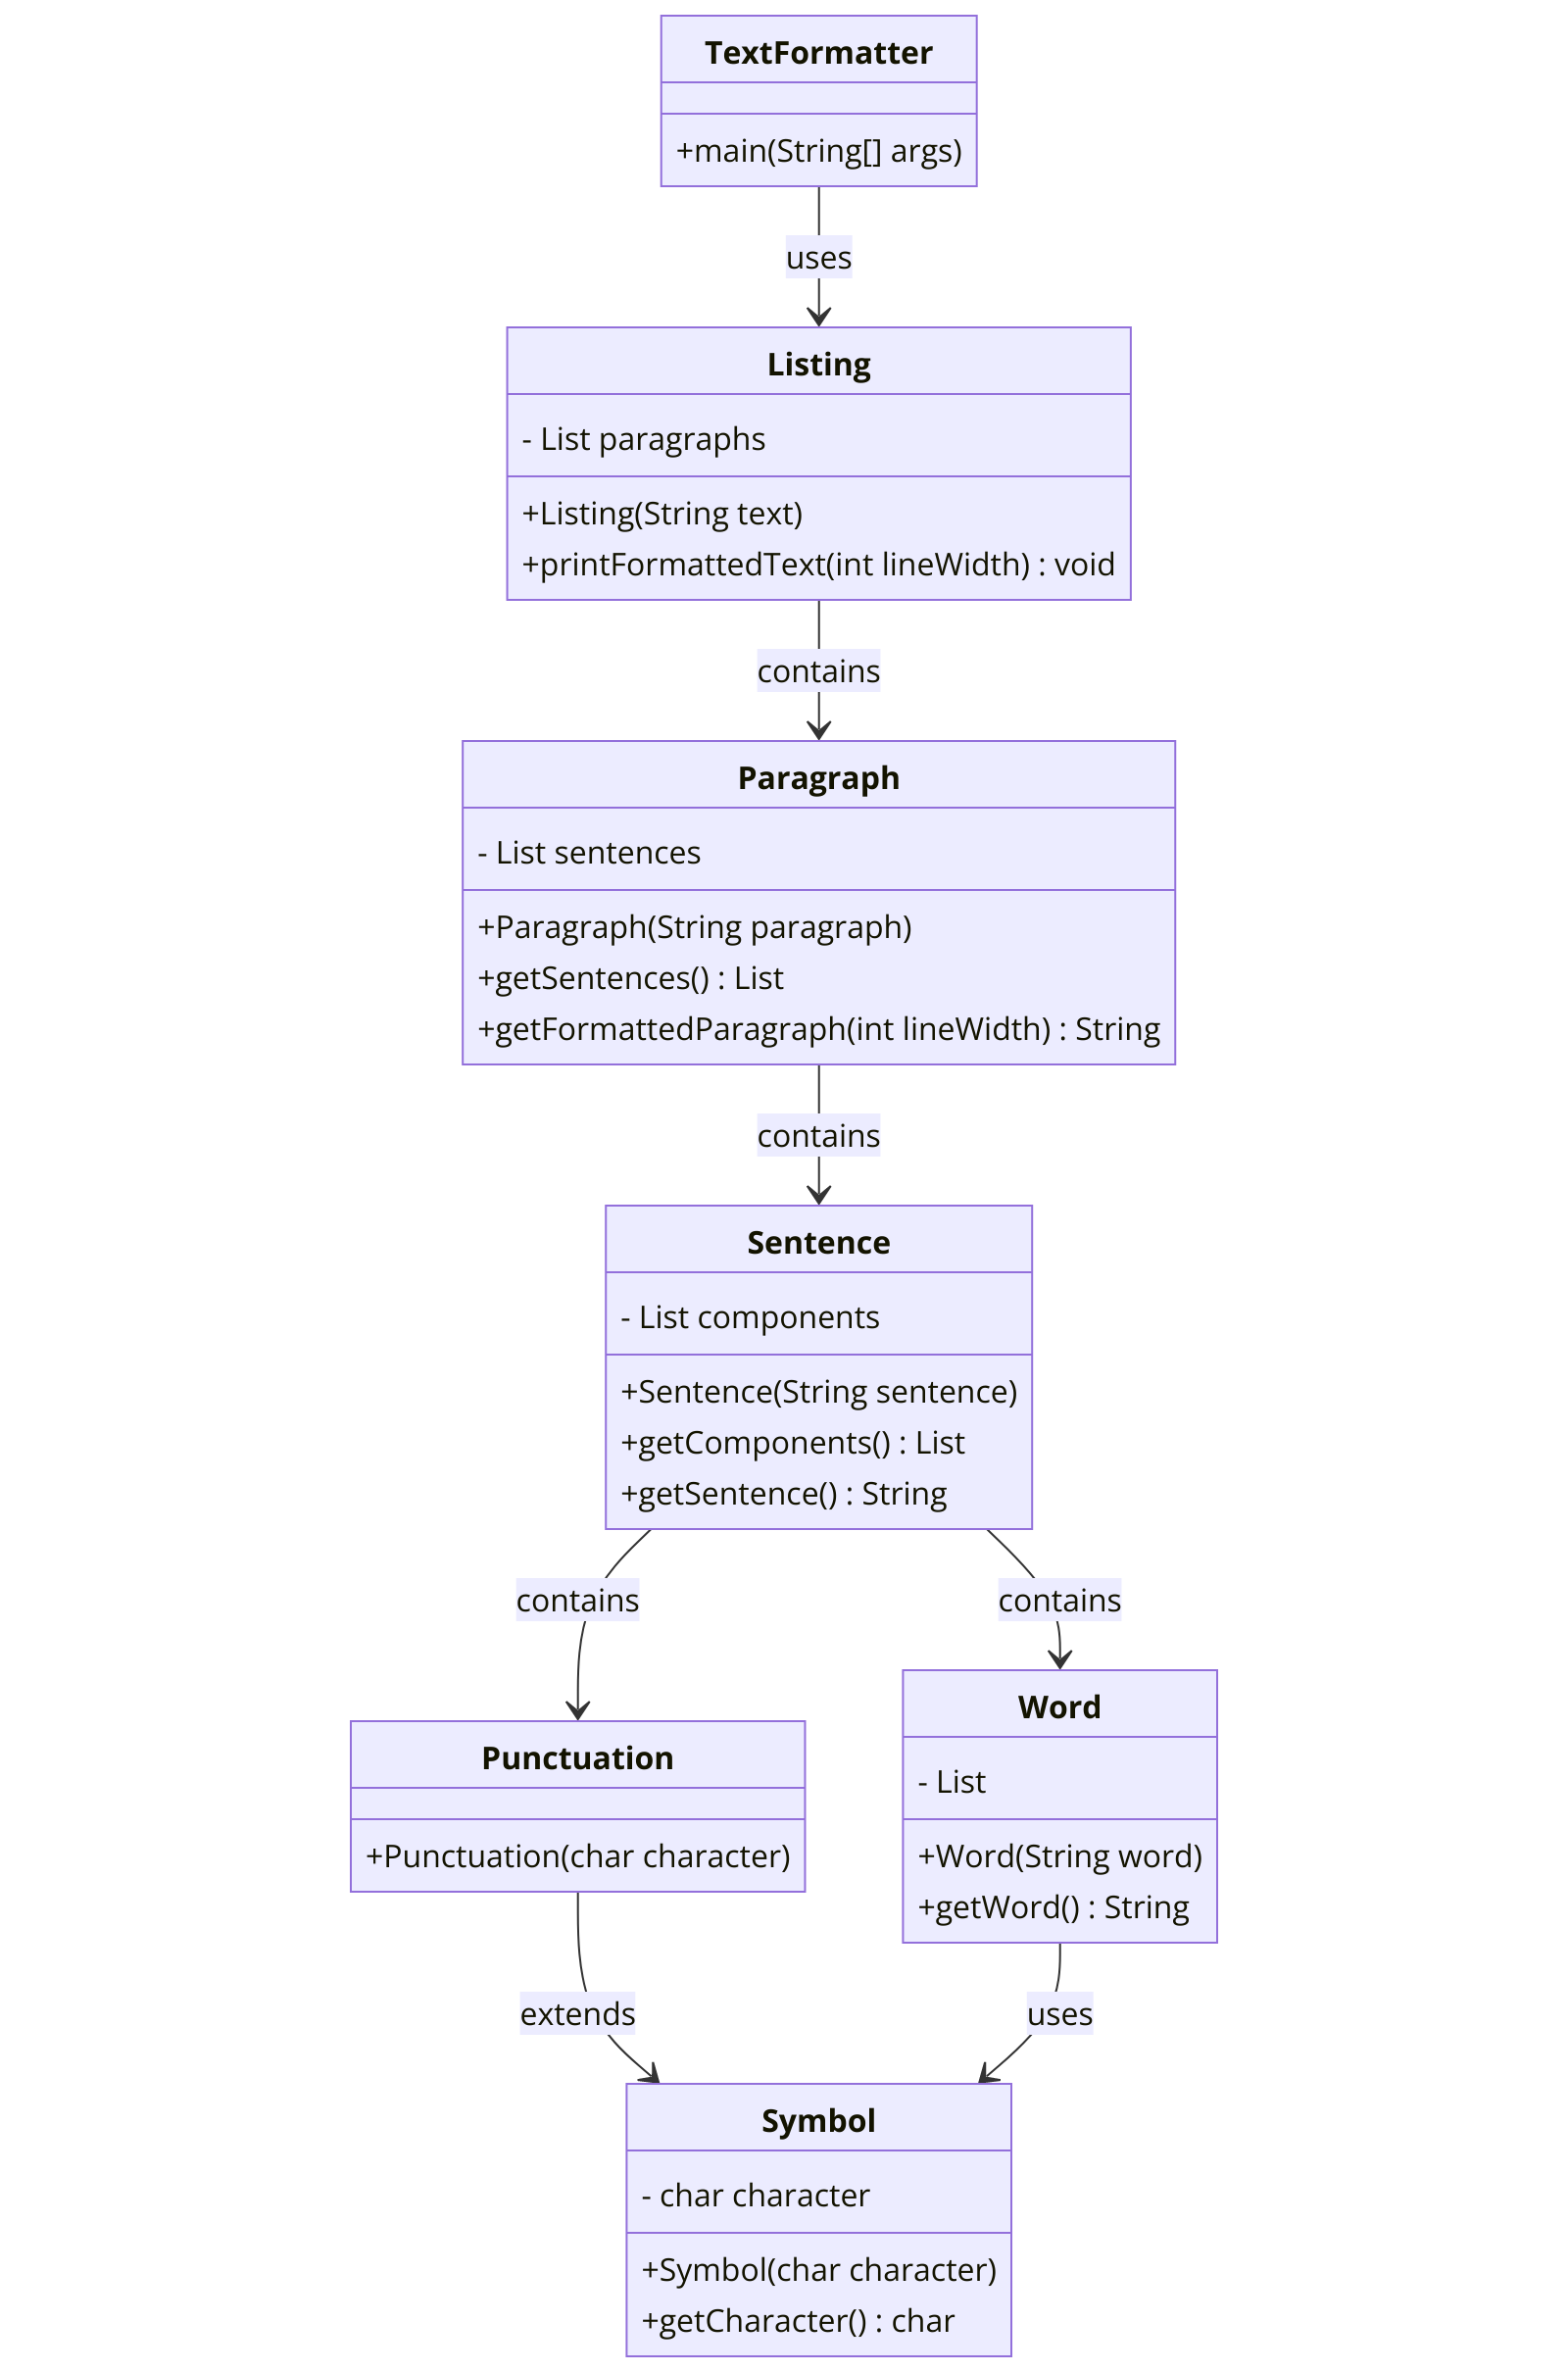 TextFormatter
+main(String[] args)
uses
Listing
- List paragraphs
+Listing(String text)
+printFormattedText(int lineWidth) : void
contains
Paragraph
- List sentences
+Paragraph(String paragraph)
+getSentences() : List
+getFormattedParagraph(int lineWidth) : String
contains
Sentence
- List components
+Sentence(String sentence)
+getComponents() : List
+getSentence() : String
contains
contains
Punctuation
+Punctuation(char character)
Word
- List
+Word(String word)
+getWord() : String
extends
uses
Symbol
- char character
+Symbol(char character)
+getCharacter() : char